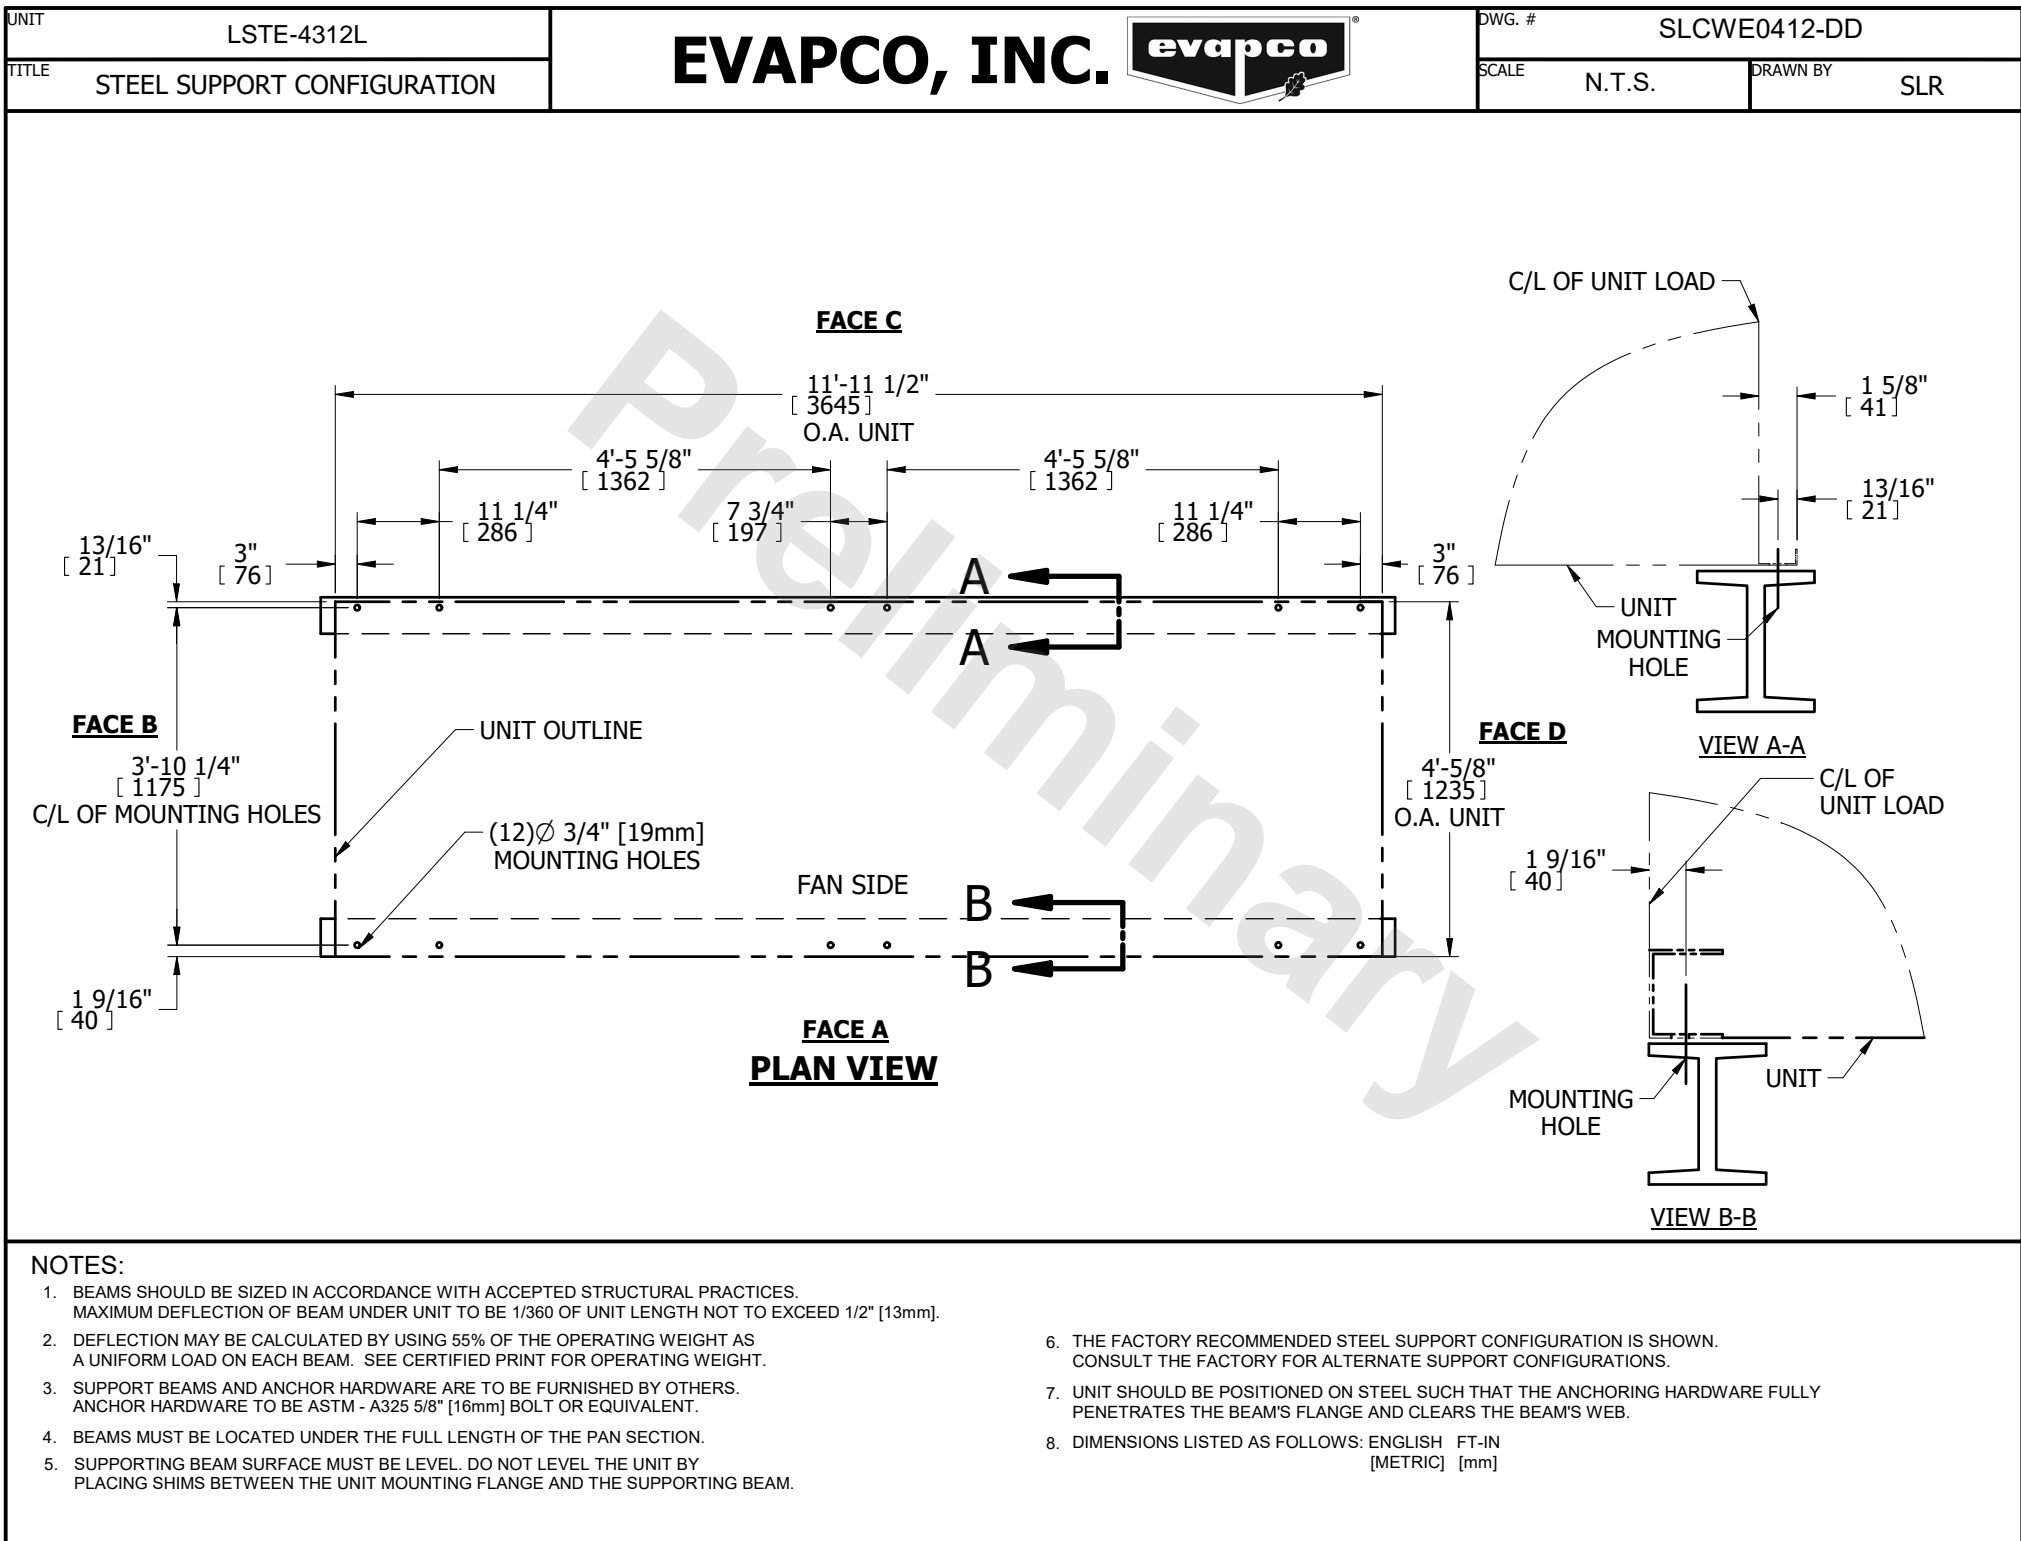 UNIT
LSTE-4312L
TITLE
STEEL SUPPORT CONFIGURATION
EVAPCO, INC.
evapco
®
DWG. #
SLCWE0412-DD
SCALE
N.T.S.
DRAWN BY
SLR
Preliminary
FACE C
11'-11 1/2"
[ 3645]
O.A. UNIT
4'-5 5/8"
[ 1362 ]
4'-5 5/8"
[ 1362 ]
11 1/4"
[ 286 ]
7 3/4"
[ 197 ]
11 1/4"
[ 286 ]
13/16"
[ 21]
3"
[ 76]
3"
[ 76 ]
A
A
FACE B
3'-10 1/4"
[ 1175 ]
C/L OF MOUNTING HOLES
UNIT OUTLINE
(12)Ø 3/4" [19mm]
MOUNTING HOLES
FAN SIDE
B
B
FACE D
4'-5/8"
[ 1235]
O.A. UNIT
1 9/16"
[ 40 ]
FACE A
PLAN VIEW
C/L OF UNIT LOAD
1 5/8"
[ 41]
13/16"
[ 21]
UNIT
MOUNTING
HOLE
VIEW A-A
C/L OF
UNIT LOAD
1 9/16"
[ 40]
UNIT
MOUNTING
HOLE
VIEW B-B
NOTES:
1. BEAMS SHOULD BE SIZED IN ACCORDANCE WITH ACCEPTED STRUCTURAL PRACTICES.
MAXIMUM DEFLECTION OF BEAM UNDER UNIT TO BE 1/360 OF UNIT LENGTH NOT TO EXCEED 1/2" [13mm].
2. DEFLECTION MAY BE CALCULATED BY USING 55% OF THE OPERATING WEIGHT AS
A UNIFORM LOAD ON EACH BEAM. SEE CERTIFIED PRINT FOR OPERATING WEIGHT.
3. SUPPORT BEAMS AND ANCHOR HARDWARE ARE TO BE FURNISHED BY OTHERS.
ANCHOR HARDWARE TO BE ASTM - A325 5/8" [16mm] BOLT OR EQUIVALENT.
4. BEAMS MUST BE LOCATED UNDER THE FULL LENGTH OF THE PAN SECTION.
5. SUPPORTING BEAM SURFACE MUST BE LEVEL. DO NOT LEVEL THE UNIT BY
PLACING SHIMS BETWEEN THE UNIT MOUNTING FLANGE AND THE SUPPORTING BEAM.
6. THE FACTORY RECOMMENDED STEEL SUPPORT CONFIGURATION IS SHOWN.
CONSULT THE FACTORY FOR ALTERNATE SUPPORT CONFIGURATIONS.
7. UNIT SHOULD BE POSITIONED ON STEEL SUCH THAT THE ANCHORING HARDWARE FULLY
PENETRATES THE BEAM'S FLANGE AND CLEARS THE BEAM'S WEB.
8. DIMENSIONS LISTED AS FOLLOWS: ENGLISH FT-IN
[METRIC] [mm]